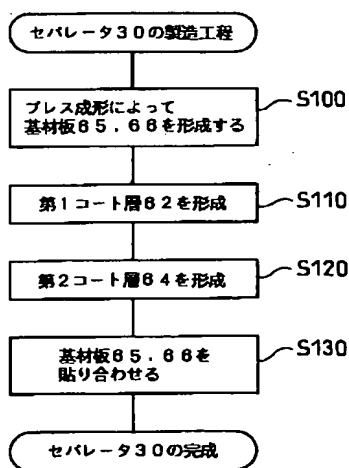 セパレータ30の製造工程
プレス成形によって
基材板65.66を形成する
S100
第1コート層62を形成
S110
第2コート層64を形成
S120
基材板65.66を
貼り合わせる
S130
セパレータ30の完成